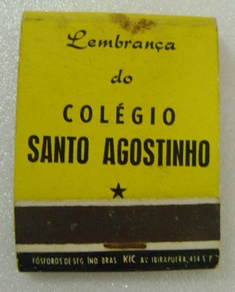 Lembrança
do
COLÉGIO
SANTO AGOSTINHO
FÓSFOROS DE SEG. IND. BRAS. KIC AV. IBIRAPUERA, 454 S. P.